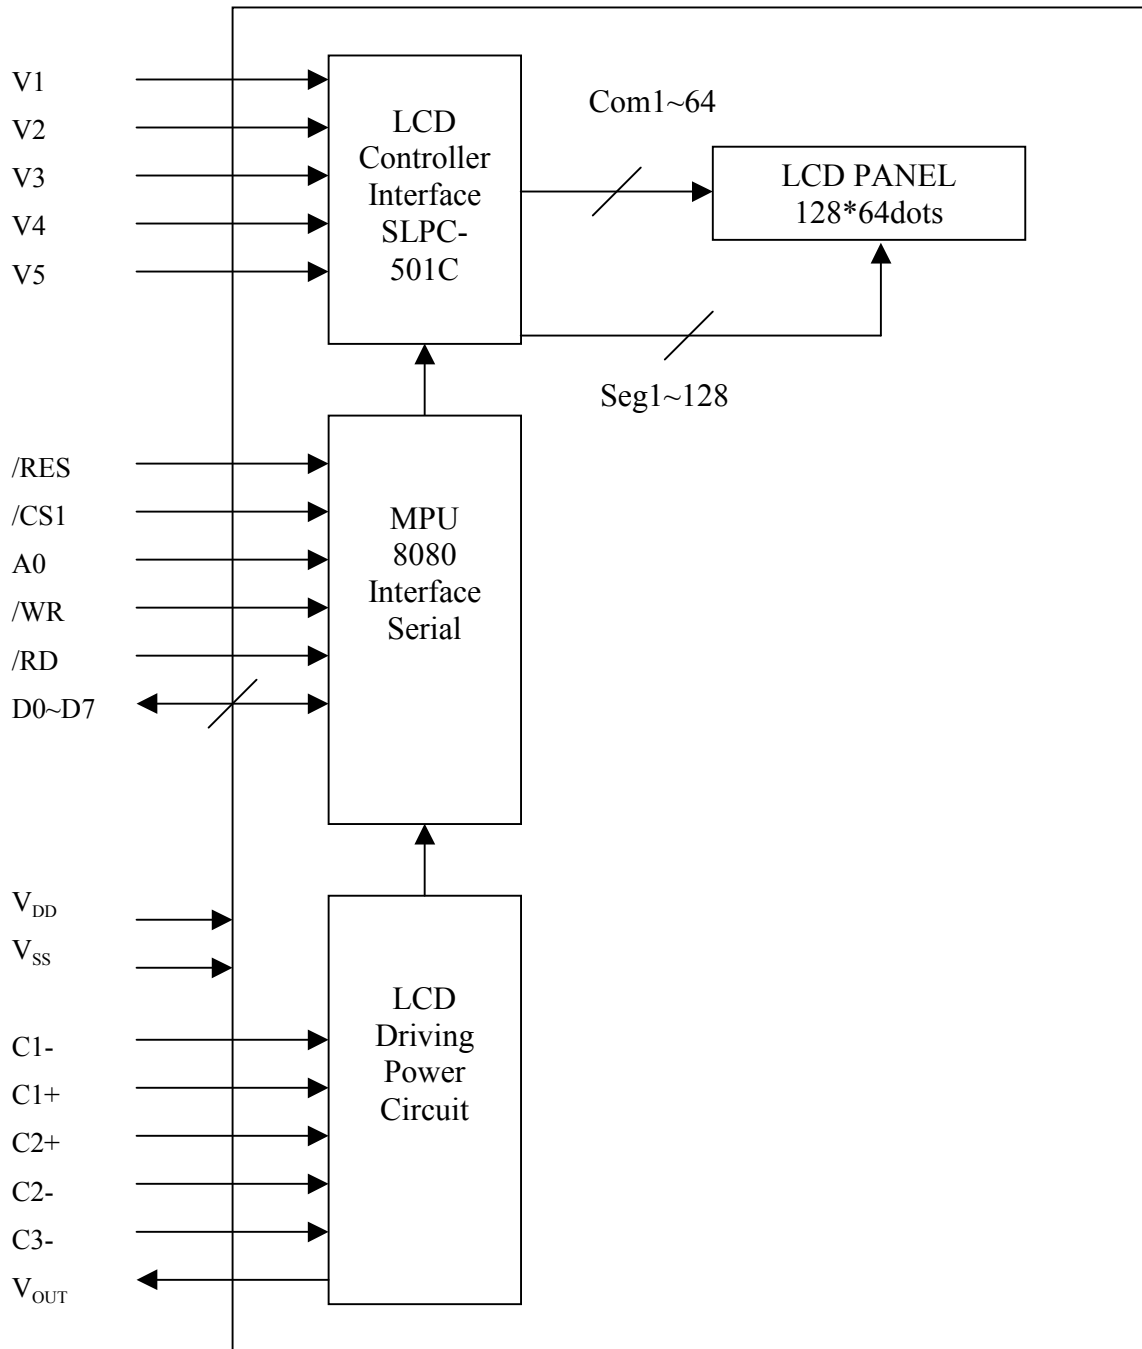 V1
V2
V3
V4
V5
LCD
Controller
Interface
SLPC-
501C
Com1~64
LCD PANEL
128*64dots
Seg1~128
/RES
/CS1
A0
/WR
/RD
D0~D7
MPU
8080
Interface
Serial
VDD
VSS
C1-
C1+
C2+
C2-
C3-
VOUT
LCD
Driving
Power
Circuit